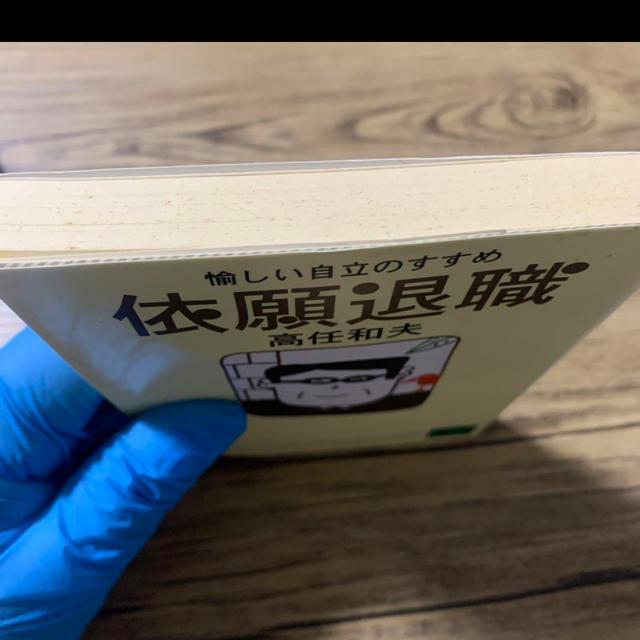 愉しい自立のすすめ
依願退職
高任和夫